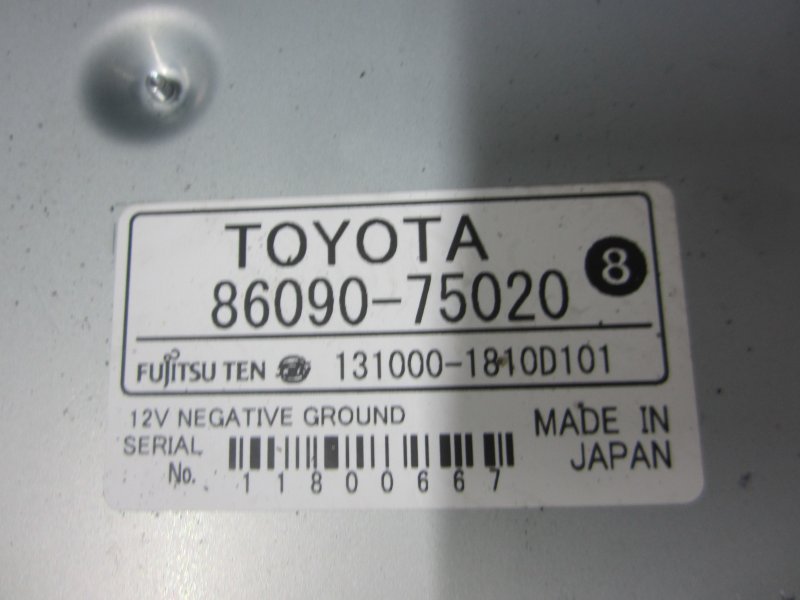 TOYOTA
86090-75020 8
FUJITSU TEN 131000-1810D101
12V NEGATIVE GROUND
SERIAL
No. 11800667
MADE IN
JAPAN